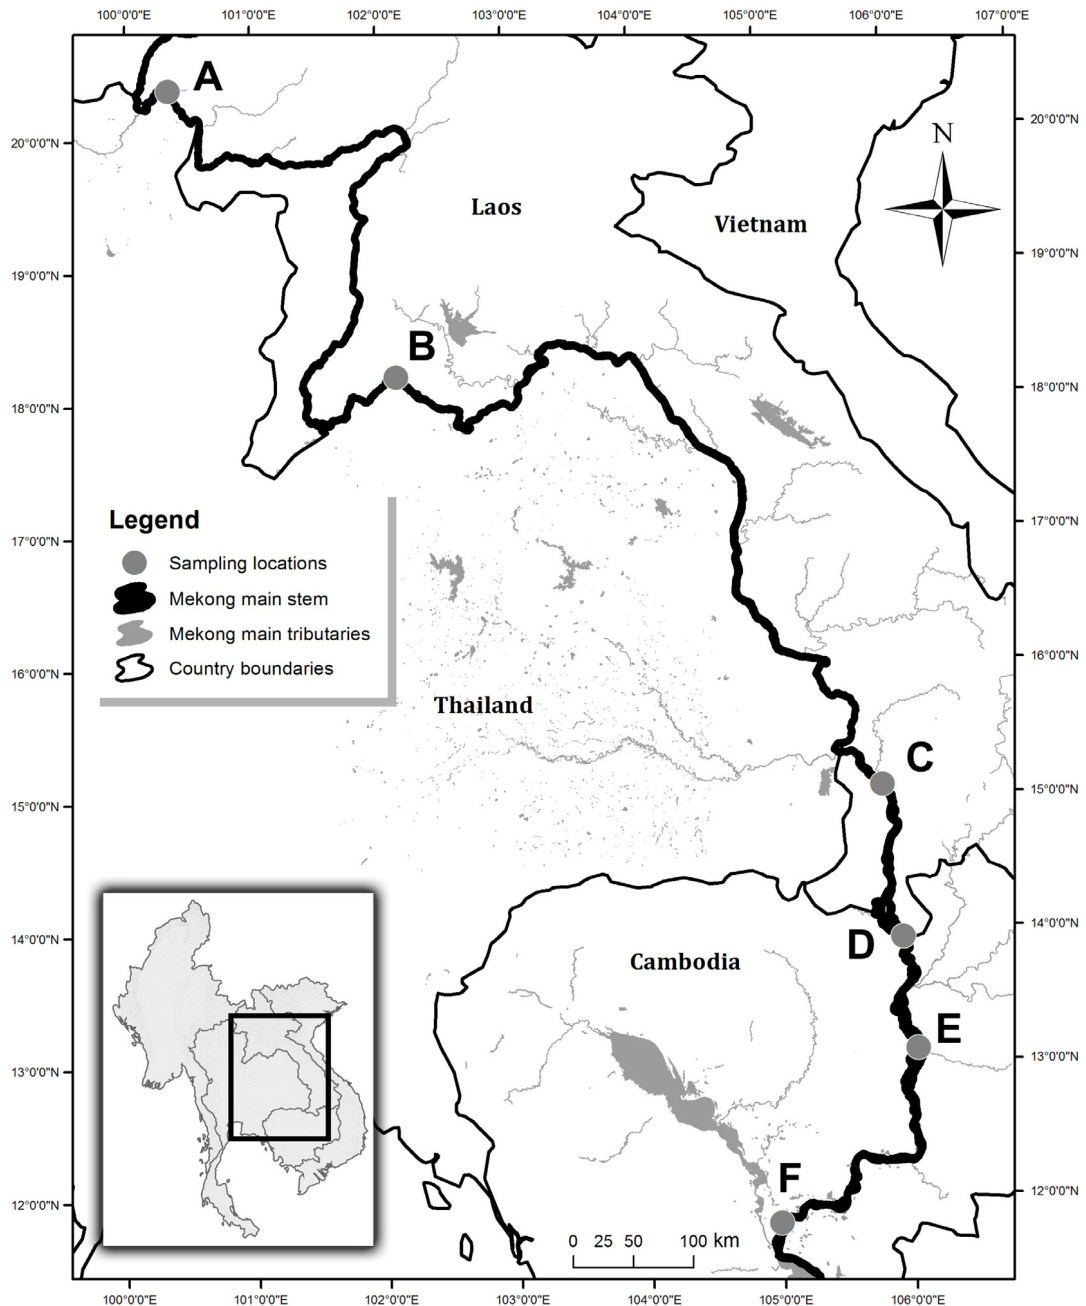 100°0'0"E 101°0'0"E 102°0'0"E 103°0'0"E 104°0'0"E 105°0'0"E 106°0'0"E 107°0'0"E
A
20°0'0"N
20°0'0"N
N
Laos
Vietnam
19°0'0"N
19°0'0"N
B
18°0'0"N
18°0'0"N
Legend
Sampling locations
Mekong main stem
Mekong main tributaries
Country boundaries
17°0'0"N
17°0'0"N
16°0'0"N
16°0'0"N
Thailand
C
15°0'0"N
15°0'0"N
14°0'0"N
14°0'0"N
D
Cambodia
E
13°0'0"N
13°0'0"N
F
12°0'0"N
12°0'0"N
0 25 50 100 km
100°0'0"E 101°0'0"E 102°0'0"E 103°0'0"E 104°0'0"E 105°0'0"E 106°0'0"E